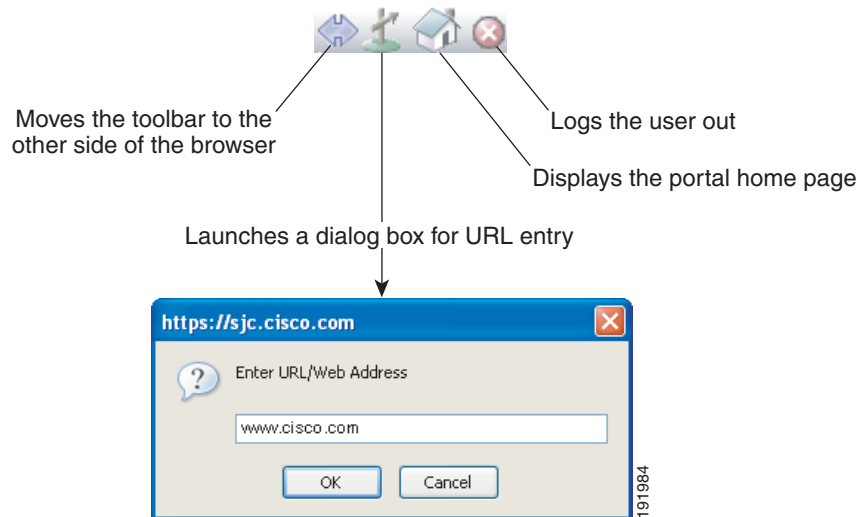 Moves the toolbar to the
other side of the browser
Logs the user out
Displays the portal home page
Launches a dialog box for URL entry
https://sjc.cisco.com
Enter URL/Web Address
www.cisco.com
OK
Cancel
191984